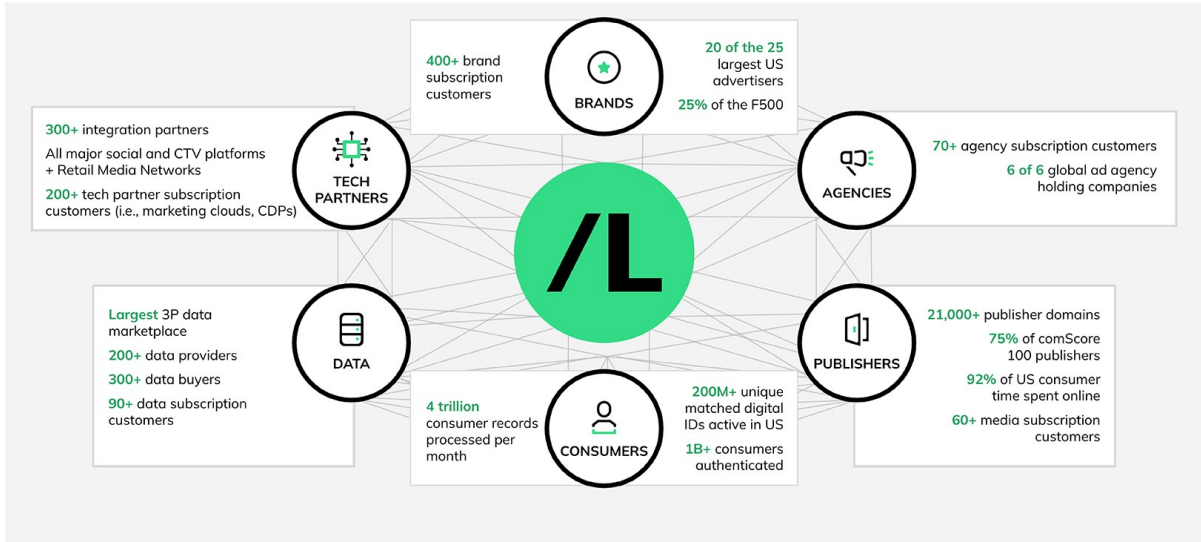 400+ brand
subscription
customers
BRANDS
20 of the 25
largest US
advertisers
25% of the F500
300+ integration partners
All major social and CTV platforms
+ Retail Media Networks
200+ tech partner subscription
customers (i.e., marketing clouds, CDPs)
TECH
PARTNERS
AGENCIES
70+ agency subscription customers
6 of 6 global ad agency
holding companies
/L
Largest 3P data
marketplace
200+ data providers
300+ data buyers
90+ data subscription
customers
DATA
PUBLISHERS
21,000+ publisher domains
75% of comScore
100 publishers
92% of US consumer
time spent online
60+ media subscription
customers
4 trillion
consumer records
processed per
month
CONSUMERS
200M+ unique
matched digital
IDs active in US
1B+ consumers
authenticated